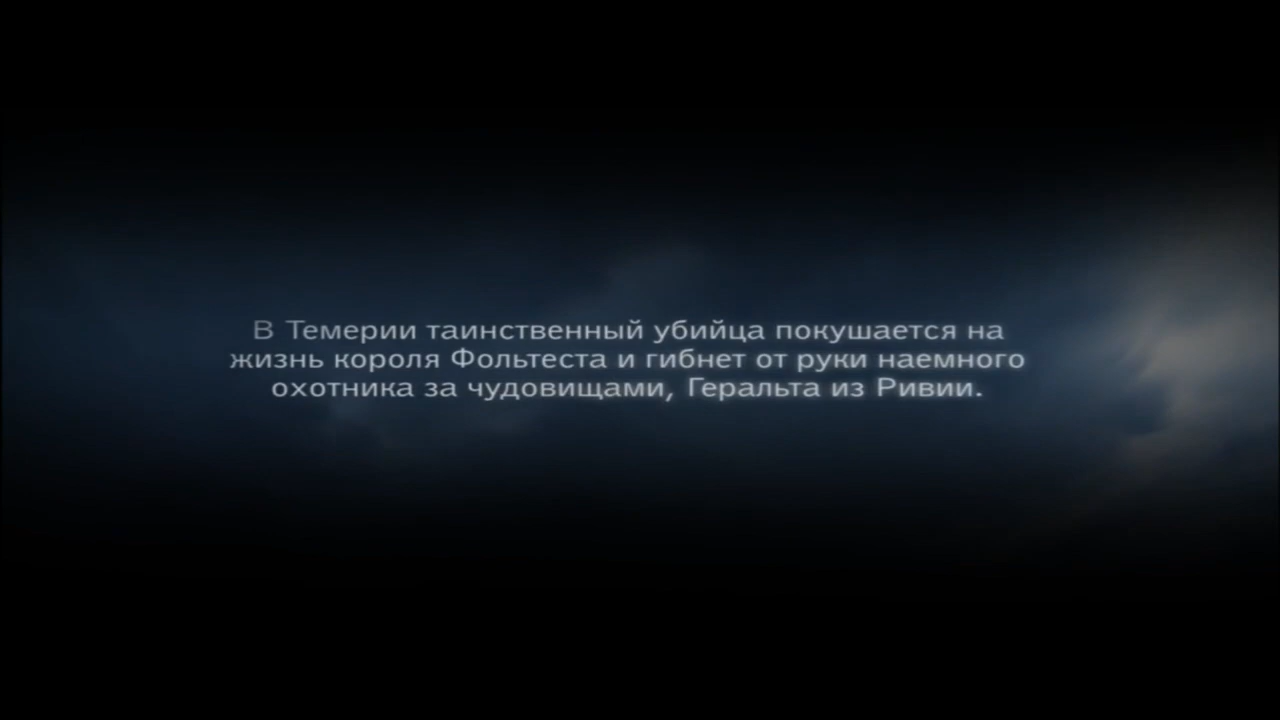 В Темерии таинственный убийца покушается на
жизнь короля Фольтеста и гибнет от руки наемного
охотника за чудовищами, Геральта из Ривии.